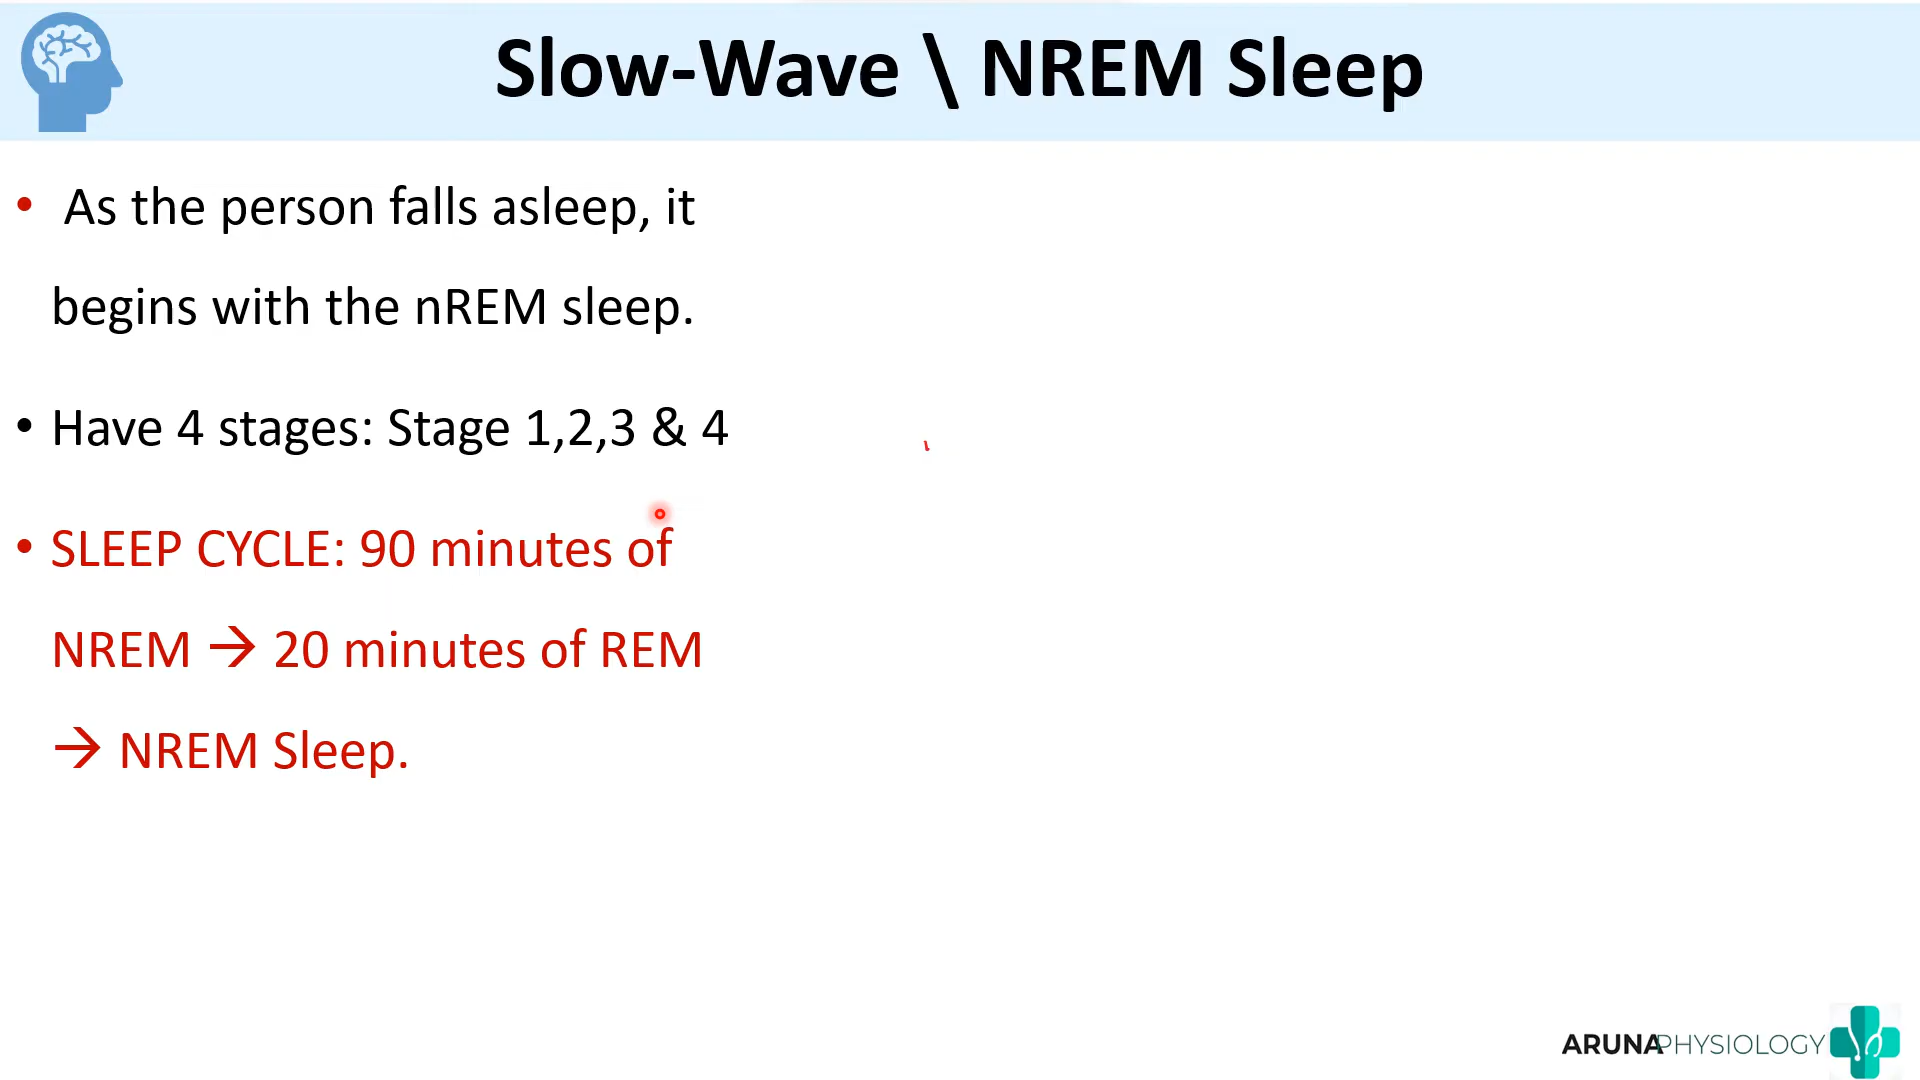 Slow-Wave \ NREM Sleep
• As the person falls asleep, it
begins with the nREM sleep.
• Have 4 stages: Stage 1,2,3 & 4
• SLEEP CYCLE: 90 minutes of
NREM → 20 minutes of REM
→ NREM Sleep.
ARUNAPHYSIOLOGY